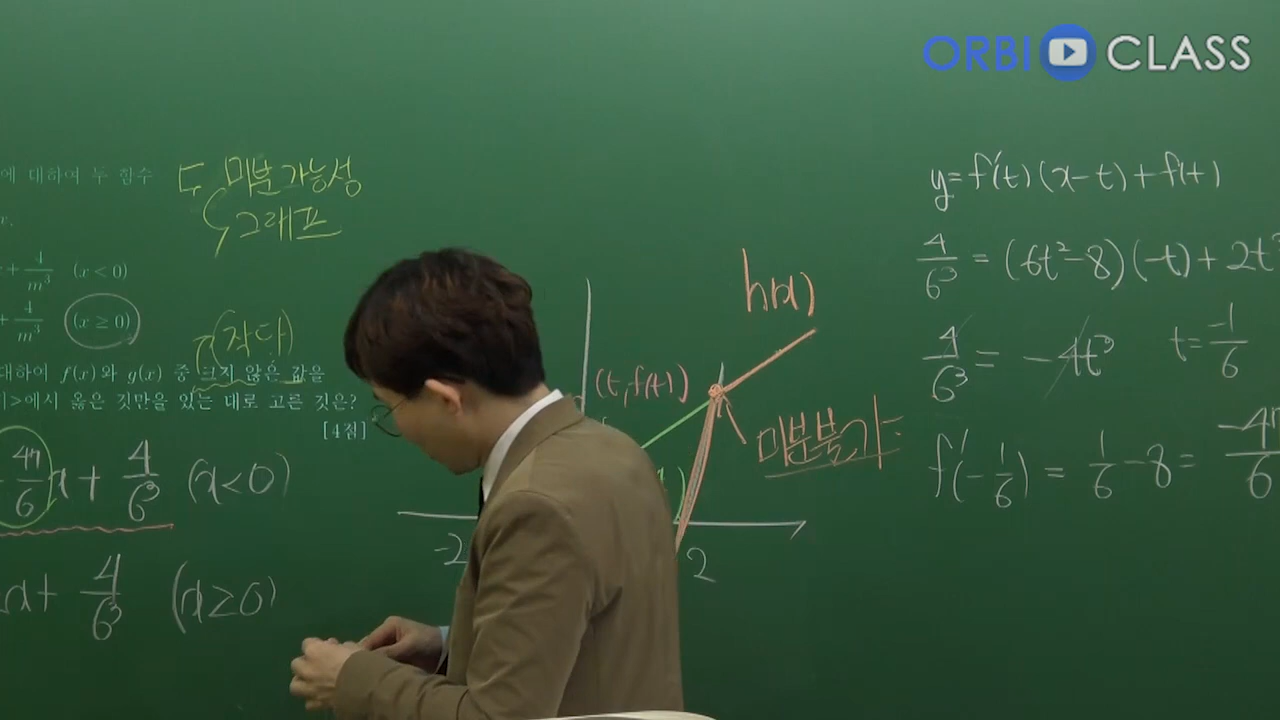 ORBI CLASS
에 대하여 두 함수
ㄷ. 미분가능성
그래프
r.
+ 4/m³ (x < 0)
+ 4/m³ (x ≥ 0)
(작다)
대하여 f(x)와 g(x) 중 크지 않은 값을
기>에서 옳은 것만을 있는 대로 고른 것은?
[4점]
47/6 x + 4/6³ (x<0)
x + 4/6³ (x≥0)
h(x)
(t, f(t))
미분불가
-2
2
y = f'(t)(x-t) + f(t)
4/6³ = (6t²-8)(-t) + 2t³
4/6³ = -4t³ t = -1/6
f'(-1/6) = 1/6 - 8 = -47/6